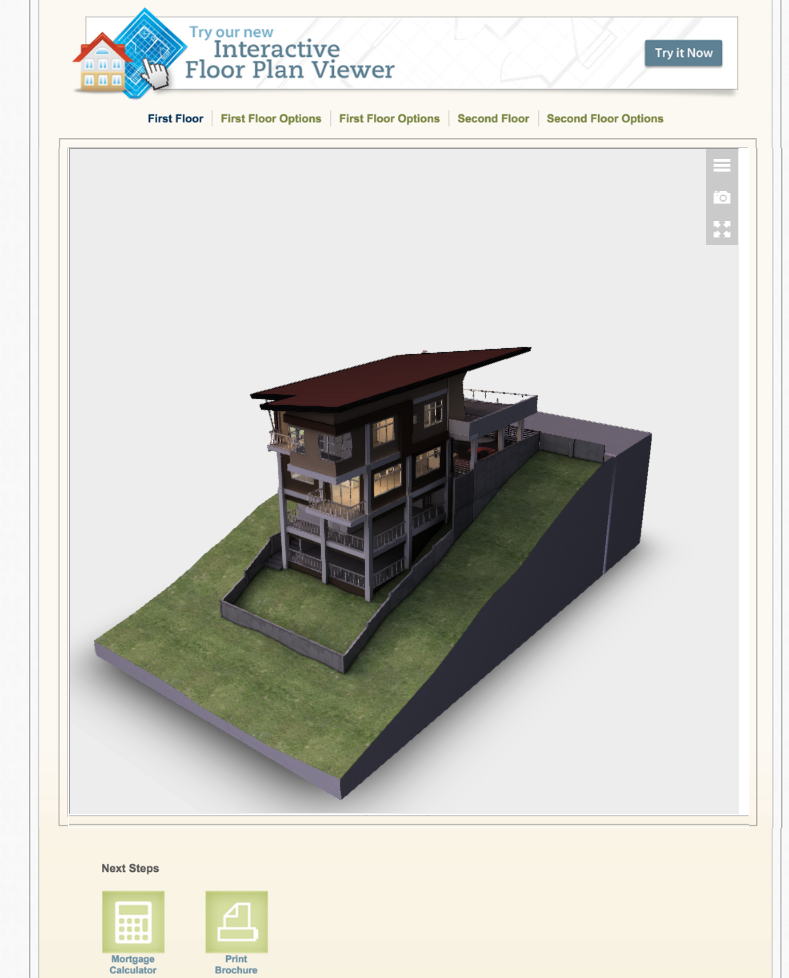 Try our new
Interactive
Floor Plan Viewer
Try it Now
First Floor
First Floor Options
First Floor Options
Second Floor
Second Floor Options
Next Steps
Mortgage
Calculator
Print
Brochure